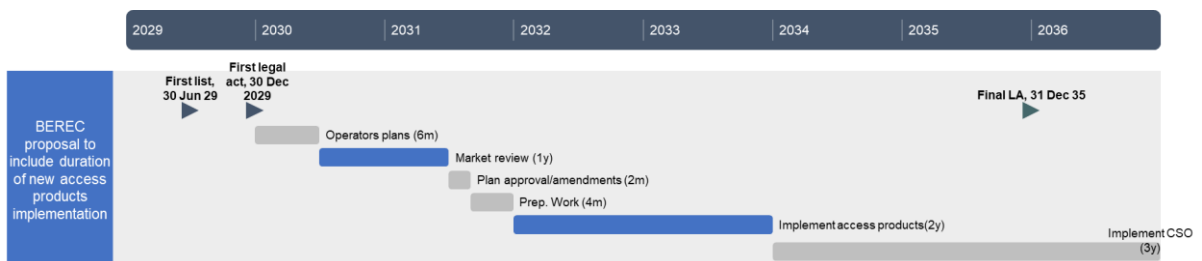 2029
2030
2031
2032
2033
2034
2035
2036
BEREC
proposal to
include duration
of new access
products
implementation
First list,
30 Jun 29
First legal
act, 30 Dec
2029
Final LA, 31 Dec 35
Operators plans (6m)
Market review (1y)
Plan approval/amendments (2m)
Prep. Work (4m)
Implement access products(2y)
Implement CSO
(3y)